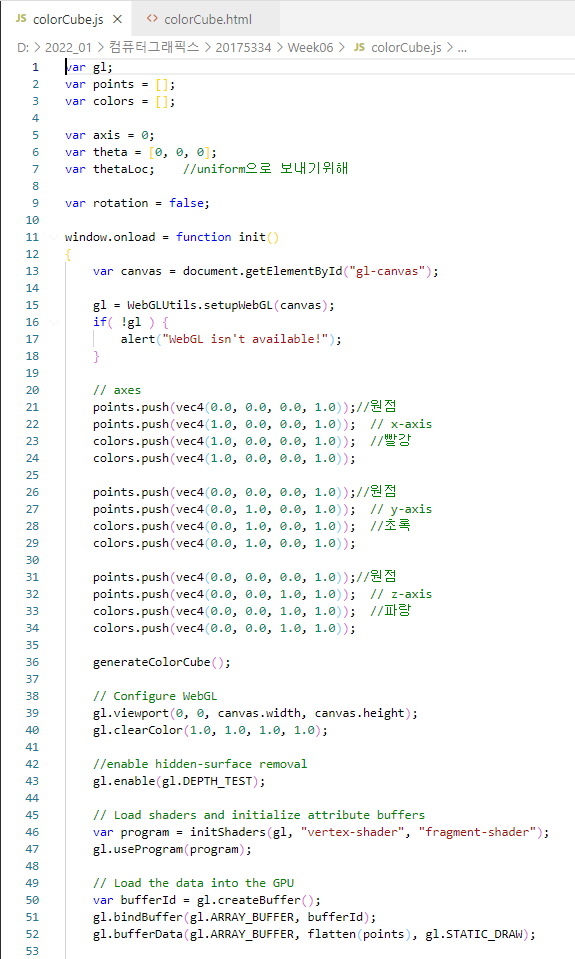 JS colorCube.js × <> colorCube.html
D: > 2022_01 > 컴퓨터그래픽스 > 20175334 > Week06 > JS colorCube.js > ...
1 var gl;
2 var points = [];
3 var colors = [];
4
5 var axis = 0;
6 var theta = [0, 0, 0];
7 var thetaLoc;    //uniform으로 보내기위해
8
9 var rotation = false;
10
11 window.onload = function init()
12 {
13     var canvas = document.getElementById("gl-canvas");
14
15     gl = WebGLUtils.setupWebGL(canvas);
16     if( !gl ) {
17         alert("WebGL isn't available!");
18     }
19
20     // axes
21     points.push(vec4(0.0, 0.0, 0.0, 1.0));//원점
22     points.push(vec4(1.0, 0.0, 0.0, 1.0));  // x-axis
23     colors.push(vec4(1.0, 0.0, 0.0, 1.0));  //빨강
24     colors.push(vec4(1.0, 0.0, 0.0, 1.0));
25
26     points.push(vec4(0.0, 0.0, 0.0, 1.0));//원점
27     points.push(vec4(0.0, 1.0, 0.0, 1.0));  // y-axis
28     colors.push(vec4(0.0, 1.0, 0.0, 1.0));  //초록
29     colors.push(vec4(0.0, 1.0, 0.0, 1.0));
30
31     points.push(vec4(0.0, 0.0, 0.0, 1.0));//원점
32     points.push(vec4(0.0, 0.0, 1.0, 1.0));  // z-axis
33     colors.push(vec4(0.0, 0.0, 1.0, 1.0));  //파랑
34     colors.push(vec4(0.0, 0.0, 1.0, 1.0));
35
36     generateColorCube();
37
38     // Configure WebGL
39     gl.viewport(0, 0, canvas.width, canvas.height);
40     gl.clearColor(1.0, 1.0, 1.0, 1.0);
41
42     //enable hidden-surface removal
43     gl.enable(gl.DEPTH_TEST);
44
45     // Load shaders and initialize attribute buffers
46     var program = initShaders(gl, "vertex-shader", "fragment-shader");
47     gl.useProgram(program);
48
49     // Load the data into the GPU
50     var bufferId = gl.createBuffer();
51     gl.bindBuffer(gl.ARRAY_BUFFER, bufferId);
52     gl.bufferData(gl.ARRAY_BUFFER, flatten(points), gl.STATIC_DRAW);
53